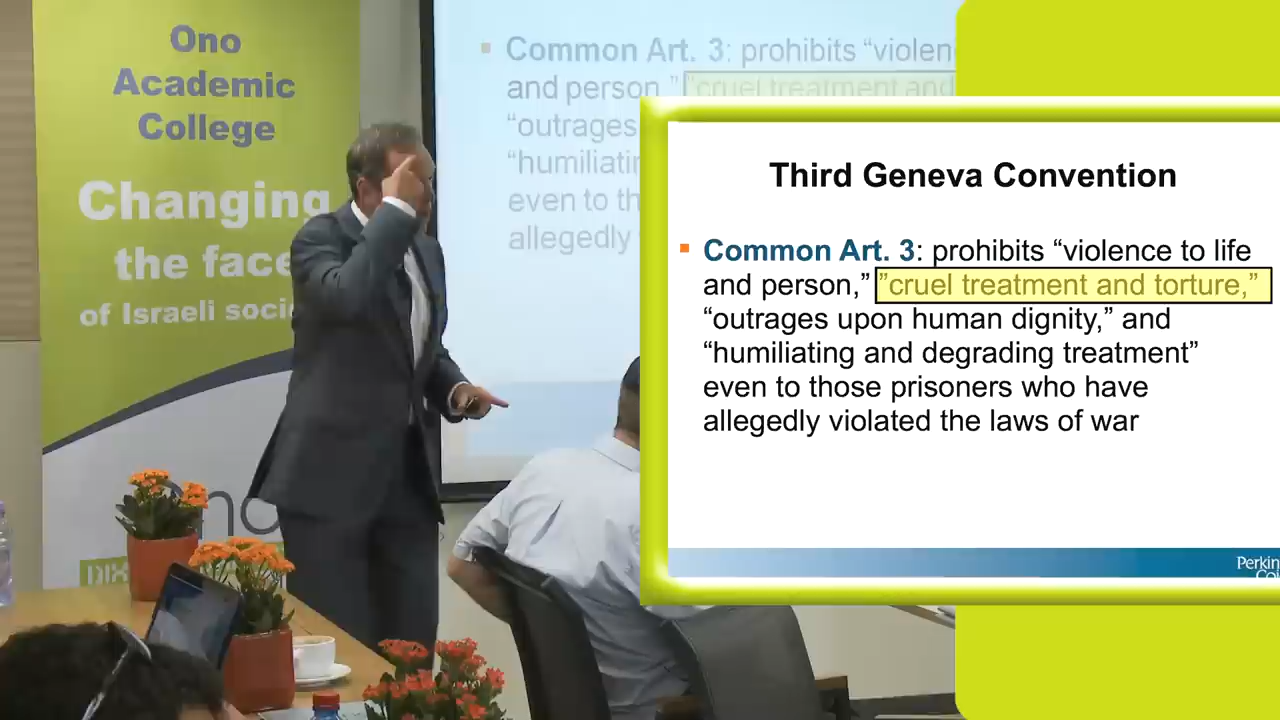 Ono
Academic
College
Changing
the face
of Israeli soci
Common Art. 3: prohibits “violen
and person,” “cruel treatment and
“outrages
“humiliatin
even to th
allegedly
Third Geneva Convention
Common Art. 3: prohibits “violence to life
and person,” ”cruel treatment and torture,”
“outrages upon human dignity,” and
“humiliating and degrading treatment”
even to those prisoners who have
allegedly violated the laws of war
Perkin
Coi